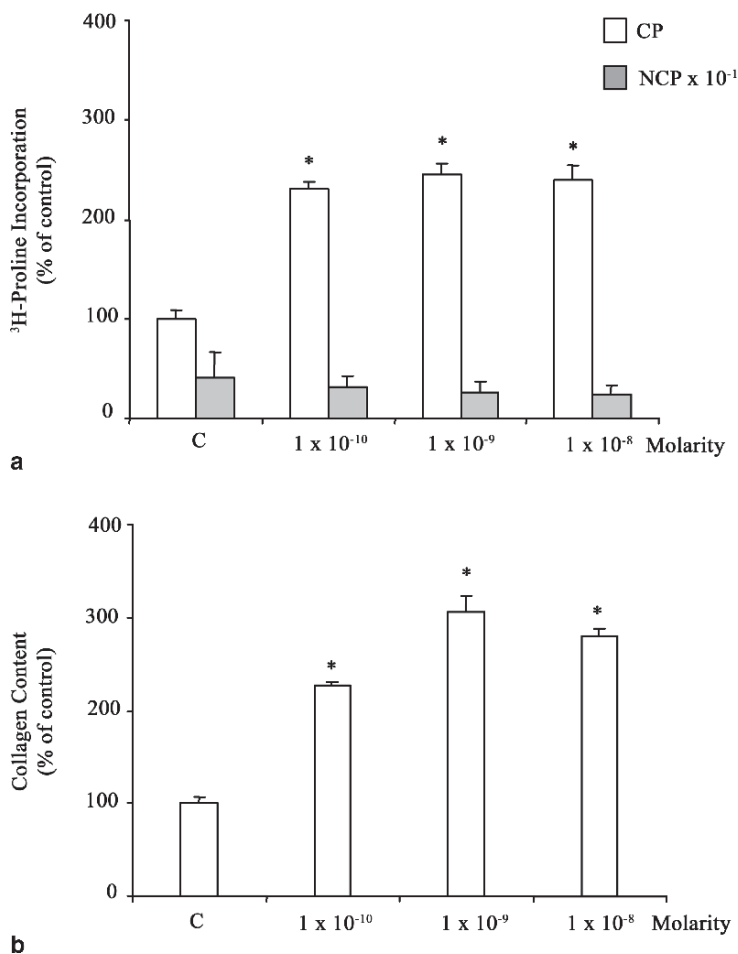 400
300
200
100
0
³H-Proline Incorporation
(% of control)
CP
NCP x 10⁻¹
*
*
*
C
1 x 10⁻¹⁰
1 x 10⁻⁹
1 x 10⁻⁸
Molarity
a
400
300
200
100
0
Collagen Content
(% of control)
*
*
*
C
1 x 10⁻¹⁰
1 x 10⁻⁹
1 x 10⁻⁸
Molarity
b